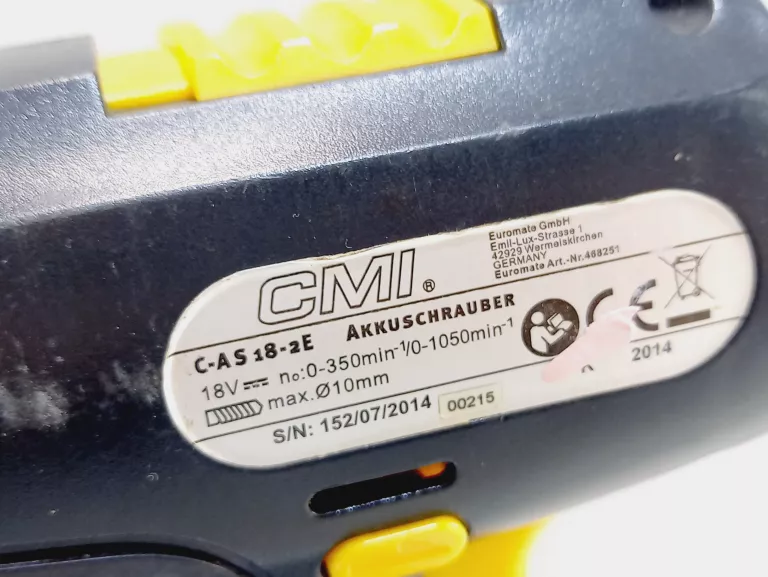 CMI®
Euromate GmbH
Emil-Lux-Strasse 1
42929 Wermelskirchen
GERMANY
Euromate Art.-Nr.468251
C-AS 18-2E AKKUSCHRAUBER
18V n₀:0-350min⁻¹/0-1050min⁻¹
max.Ø10mm
CE
2014
S/N: 152/07/2014 00215